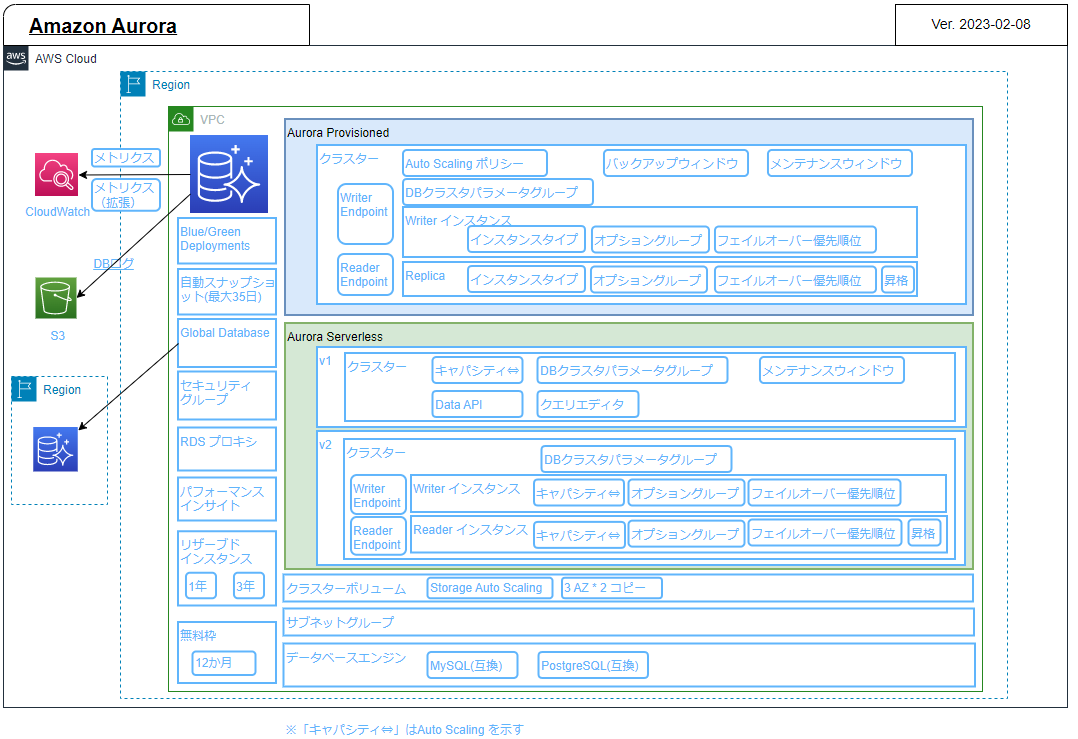 Amazon Aurora
Ver. 2023-02-08
aws
AWS Cloud
Region
VPC
メトリクス
メトリクス
（拡張）
CloudWatch
DBログ
S3
Region
Blue/Green
Deployments
自動スナップショ
ット(最大35日)
Global Database
セキュリティ
グループ
RDS プロキシ
パフォーマンス
インサイト
リザーブド
インスタンス
1年
3年
無料枠
12か月
Aurora Provisioned
クラスター
Auto Scaling ポリシー
バックアップウィンドウ
メンテナンスウィンドウ
DBクラスタパラメータグループ
Writer
Endpoint
Writer インスタンス
インスタンスタイプ
オプショングループ
フェイルオーバー優先順位
Reader
Endpoint
Replica
インスタンスタイプ
オプショングループ
フェイルオーバー優先順位
昇格
Aurora Serverless
v1
クラスター
キャパシティ⇔
DBクラスタパラメータグループ
メンテナンスウィンドウ
Data API
クエリエディタ
v2
クラスター
DBクラスタパラメータグループ
Writer
Endpoint
Writer インスタンス
キャパシティ⇔
オプショングループ
フェイルオーバー優先順位
Reader
Endpoint
Reader インスタンス
キャパシティ⇔
オプショングループ
フェイルオーバー優先順位
昇格
クラスターボリューム
Storage Auto Scaling
3 AZ * 2 コピー
サブネットグループ
データベースエンジン
MySQL(互換)
PostgreSQL(互換)
※「キャパシティ⇔」はAuto Scaling を示す